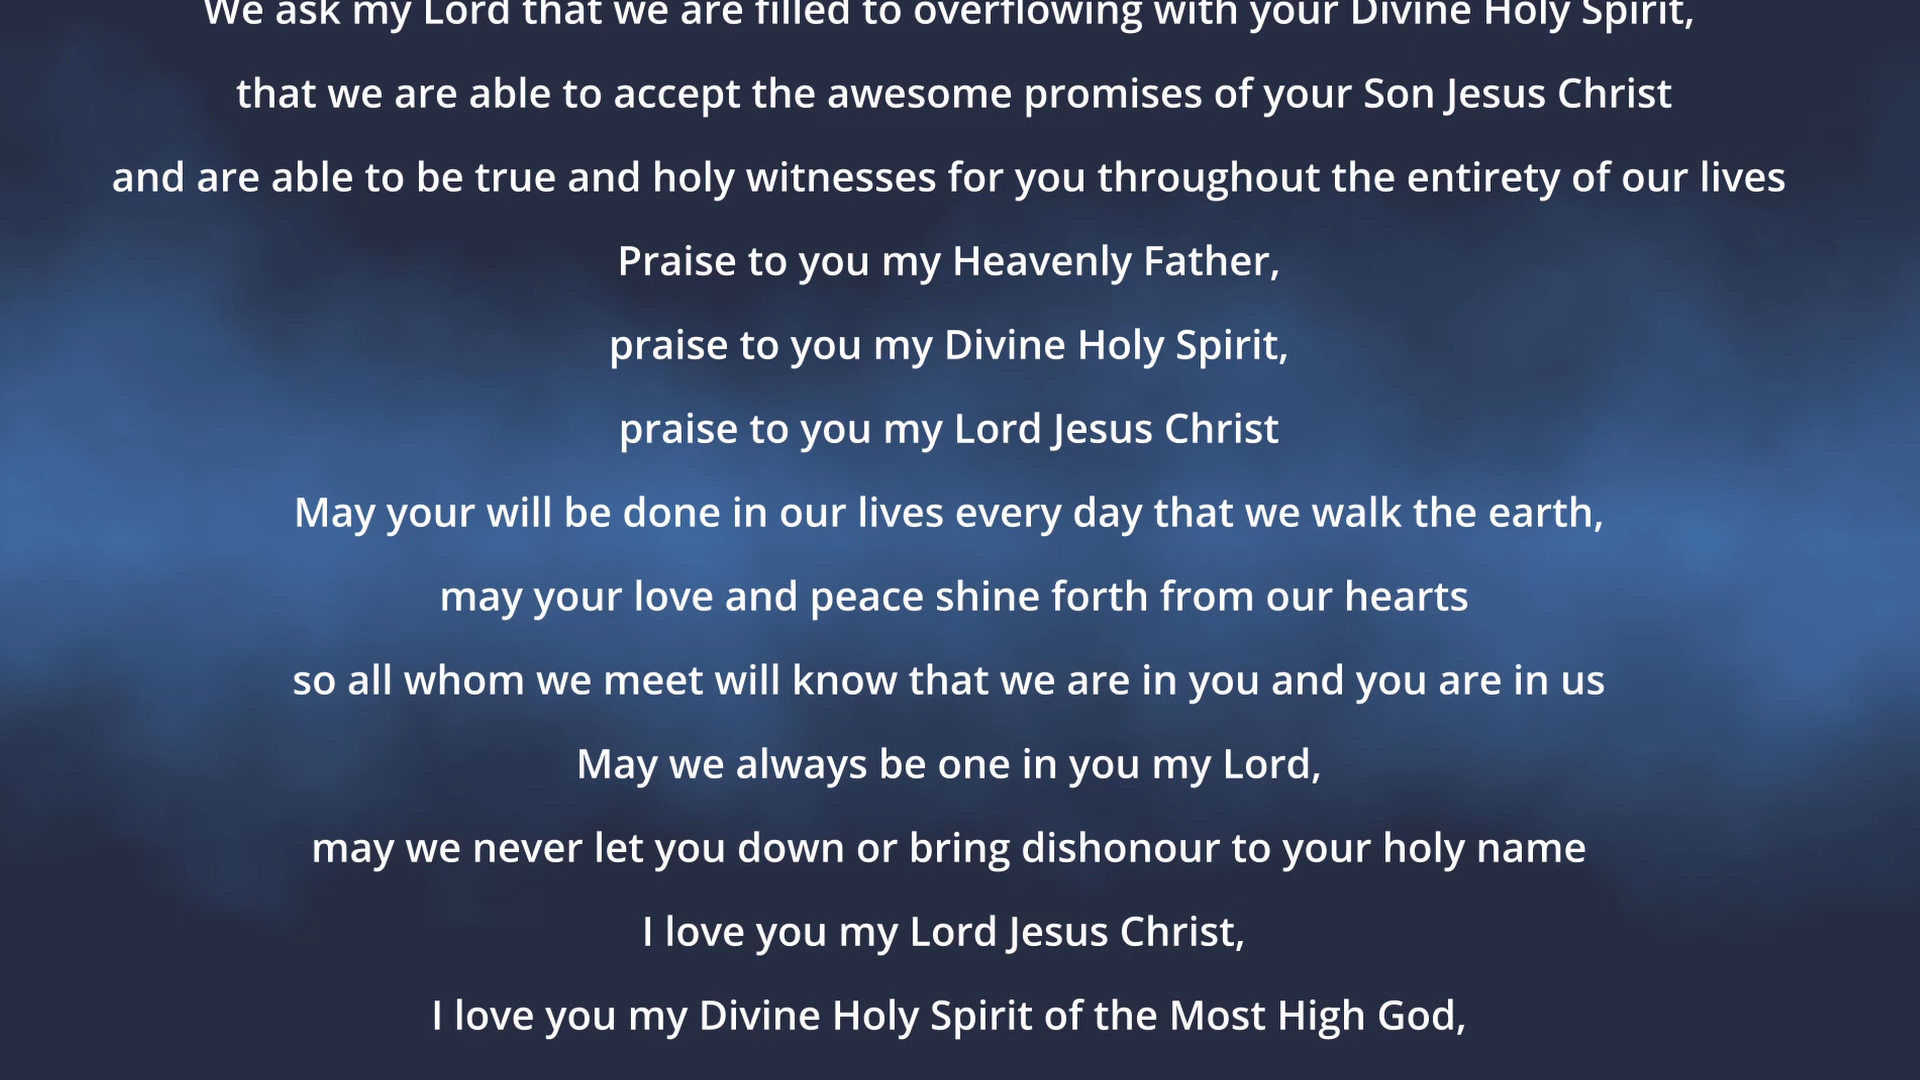 We ask my Lord that we are filled to overflowing with your Divine Holy Spirit,
that we are able to accept the awesome promises of your Son Jesus Christ
and are able to be true and holy witnesses for you throughout the entirety of our lives
Praise to you my Heavenly Father,
praise to you my Divine Holy Spirit,
praise to you my Lord Jesus Christ
May your will be done in our lives every day that we walk the earth,
may your love and peace shine forth from our hearts
so all whom we meet will know that we are in you and you are in us
May we always be one in you my Lord,
may we never let you down or bring dishonour to your holy name
I love you my Lord Jesus Christ,
I love you my Divine Holy Spirit of the Most High God,